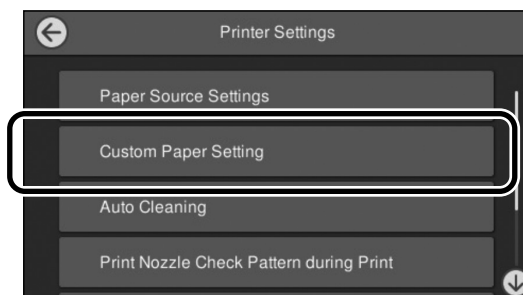 Printer Settings
Paper Source Settings
Custom Paper Setting
Auto Cleaning
Print Nozzle Check Pattern during Print